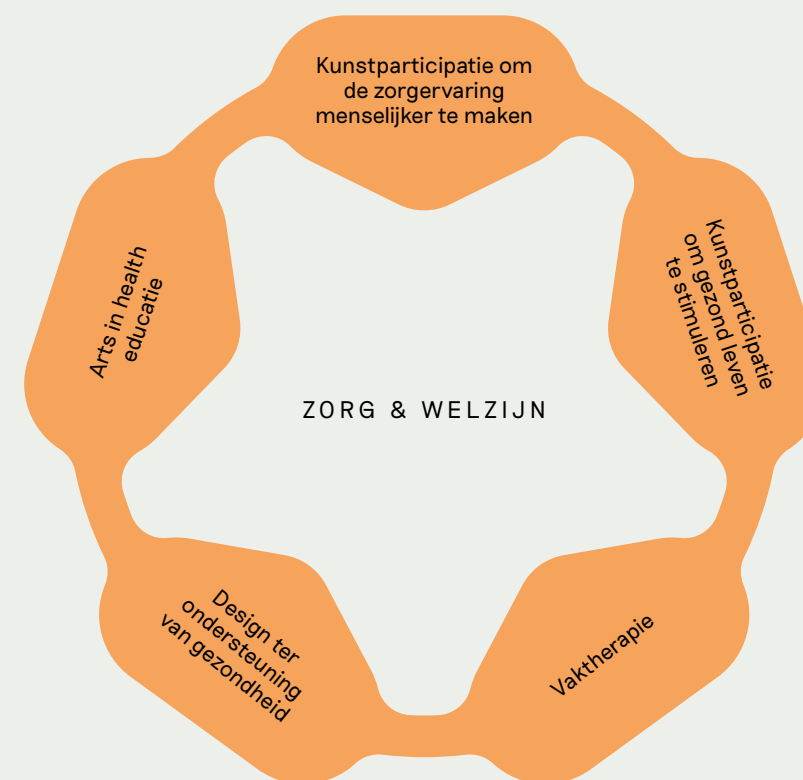 Kunstparticipatie om
de zorgervaring
menselijker te maken
Kunstparticipatie
om gezond leven
te stimuleren
Arts in health
educatie
ZORG & WELZIJN
Design ter
ondersteuning
van gezondheid
Vaktherapie